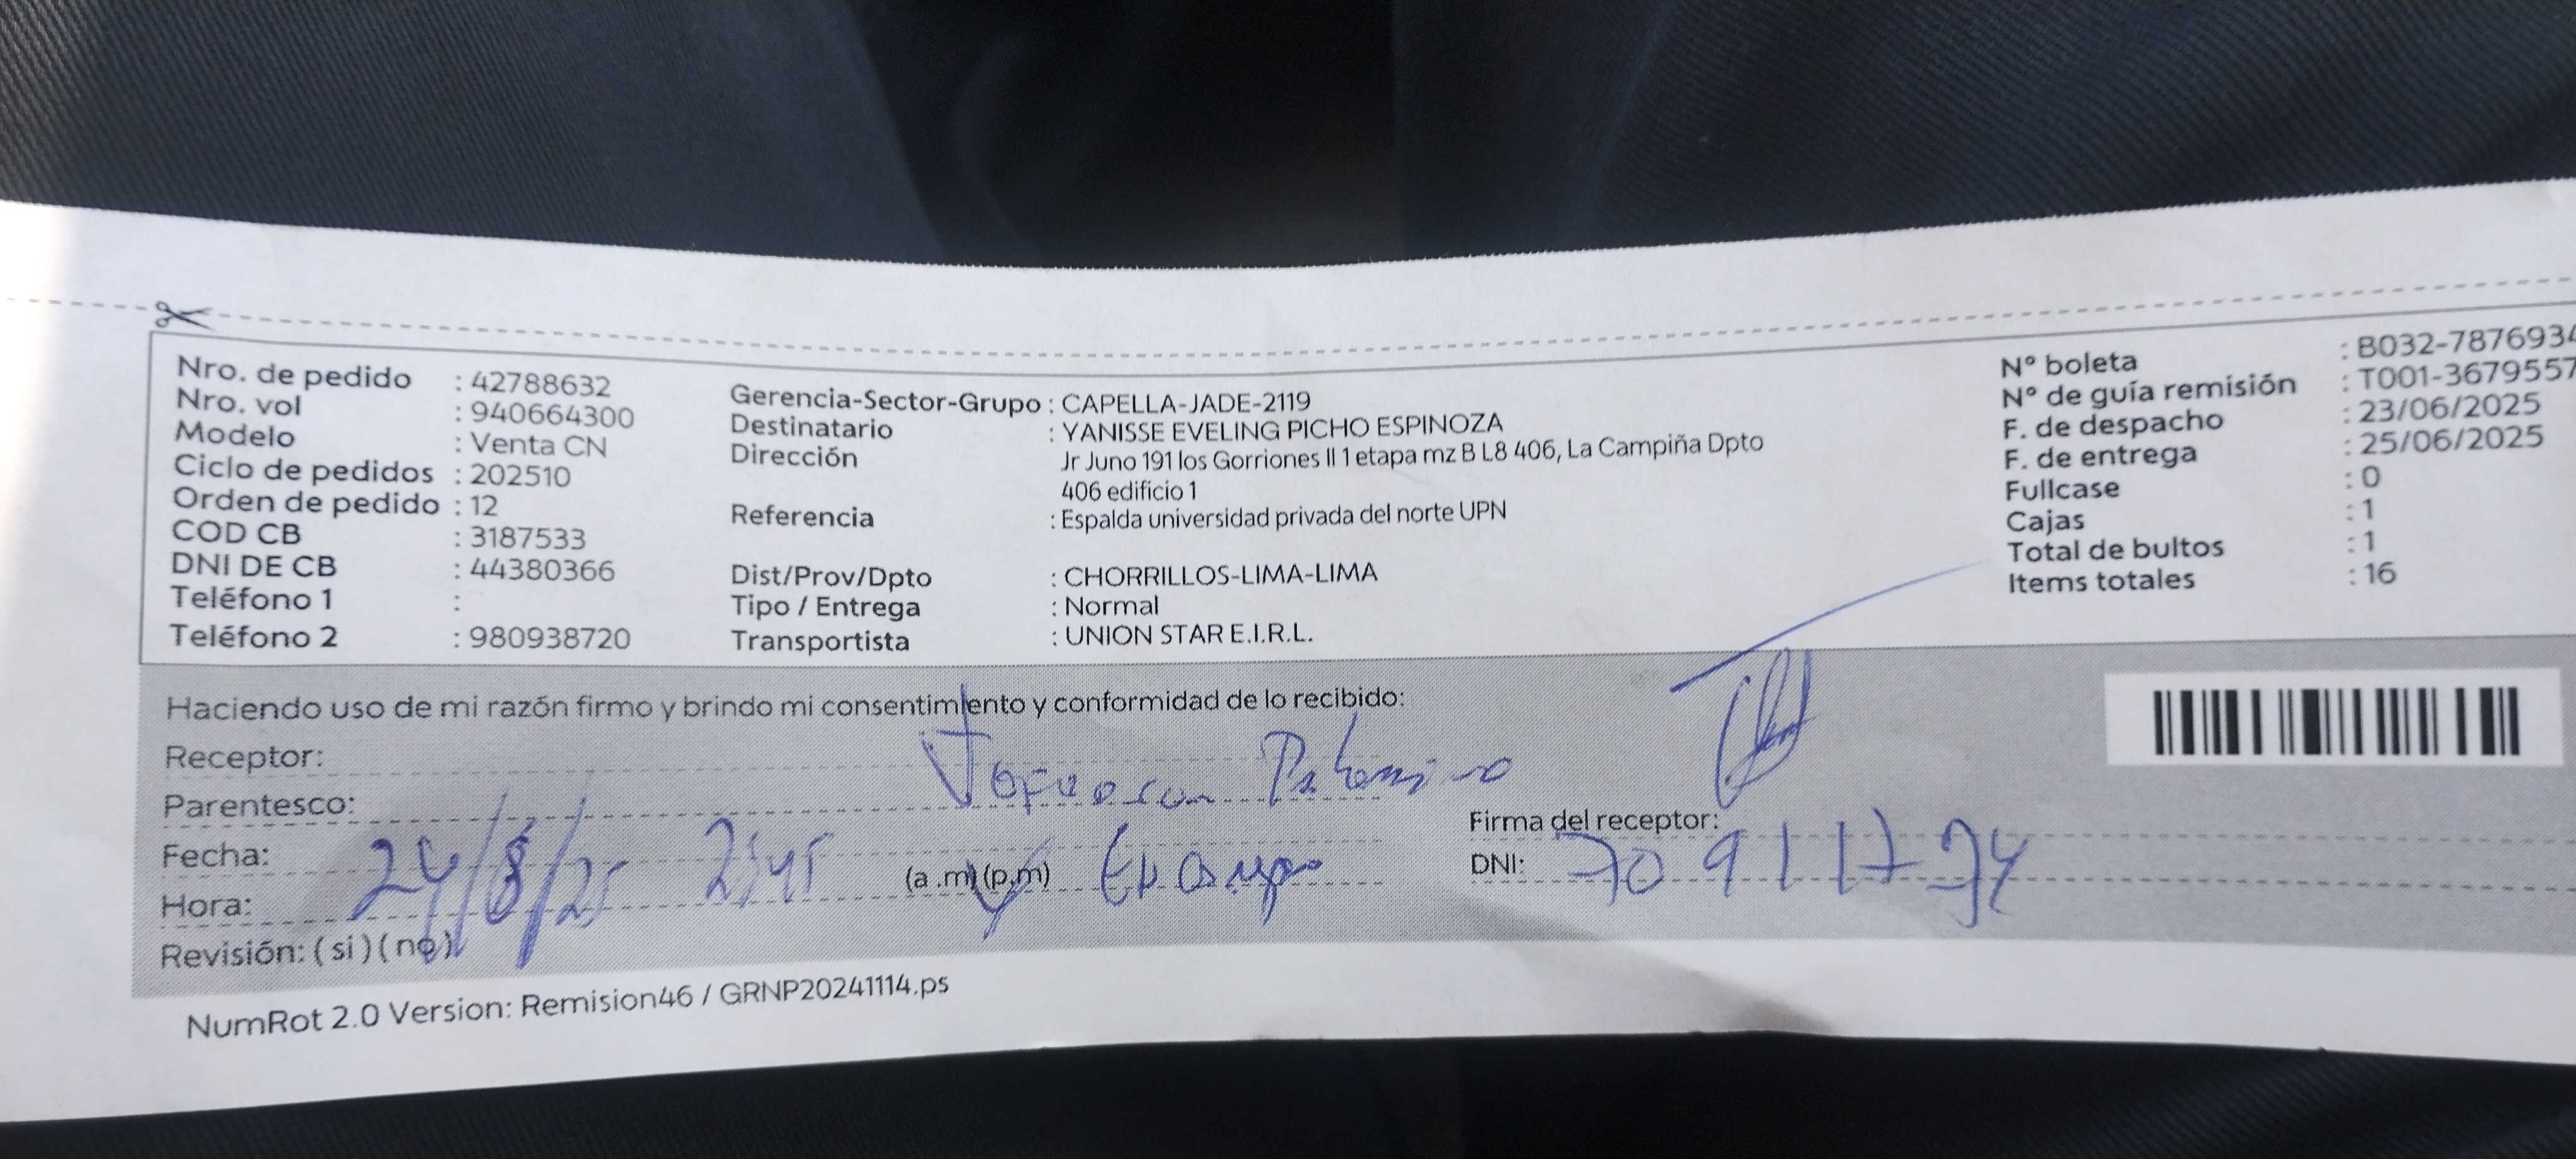 Nro. de pedido : 42788632
Nro. vol : 940664300
Modelo : Venta CN
Ciclo de pedidos : 202510
Orden de pedido : 12
COD CB : 3187533
DNI DE CB : 44380366
Teléfono 1 :
Teléfono 2 : 980938720
Gerencia-Sector-Grupo : CAPELLA-JADE-2119
Destinatario : YANISSE EVELING PICHO ESPINOZA
Dirección Jr Juno 191 los Gorriones II 1 etapa mz B L8 406, La Campiña Dpto
406 edificio 1
Referencia : Espalda universidad privada del norte UPN
Dist/Prov/Dpto : CHORRILLOS-LIMA-LIMA
Tipo / Entrega : Normal
Transportista : UNION STAR E.I.R.L.
N° boleta : B032-7876934
N° de guía remisión : T001-3679557
F. de despacho : 23/06/2025
F. de entrega : 25/06/2025
Fullcase : 0
Cajas : 1
Total de bultos : 1
Items totales : 16
Haciendo uso de mi razón firmo y brindo mi consentimiento y conformidad de lo recibido:
Receptor: Palomino
Parentesco:
Firma del receptor:
Fecha: 2:45 (a.m) (p.m)
DNI: 70911774
Hora:
Revisión: ( si ) ( no )
NumRot 2.0 Version: Remision46 / GRNP20241114.ps